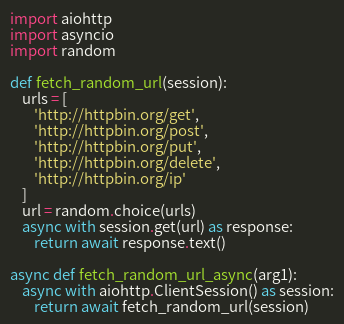 import aiohttp
import asyncio
import random

def fetch_random_url(session):
    urls = [
        'http://httpbin.org/get',
        'http://httpbin.org/post',
        'http://httpbin.org/put',
        'http://httpbin.org/delete',
        'http://httpbin.org/ip'
    ]
    url = random.choice(urls)
    async with session.get(url) as response:
        return await response.text()

async def fetch_random_url_async(arg1):
    async with aiohttp.ClientSession() as session:
        return await fetch_random_url(session)